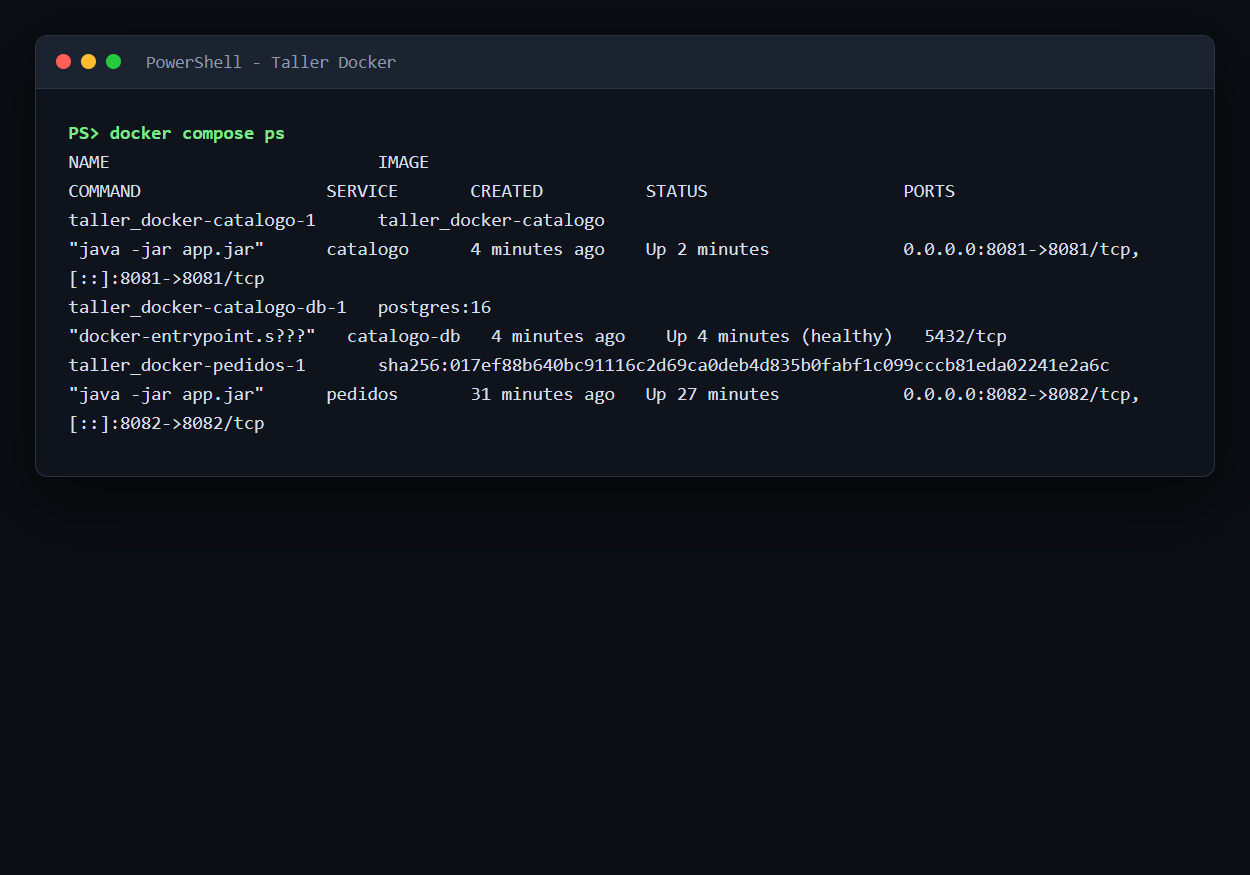 PowerShell - Taller Docker
PS> docker compose ps
NAME                          IMAGE
COMMAND                  SERVICE       CREATED          STATUS                   PORTS
taller_docker-catalogo-1      taller_docker-catalogo
"java -jar app.jar"      catalogo      4 minutes ago    Up 2 minutes             0.0.0.0:8081->8081/tcp,
[::]:8081->8081/tcp
taller_docker-catalogo-db-1   postgres:16
"docker-entrypoint.s???"   catalogo-db   4 minutes ago    Up 4 minutes (healthy)   5432/tcp
taller_docker-pedidos-1       sha256:017ef88b640bc91116c2d69ca0deb4d835b0fabf1c099cccb81eda02241e2a6c
"java -jar app.jar"      pedidos       31 minutes ago   Up 27 minutes            0.0.0.0:8082->8082/tcp,
[::]:8082->8082/tcp